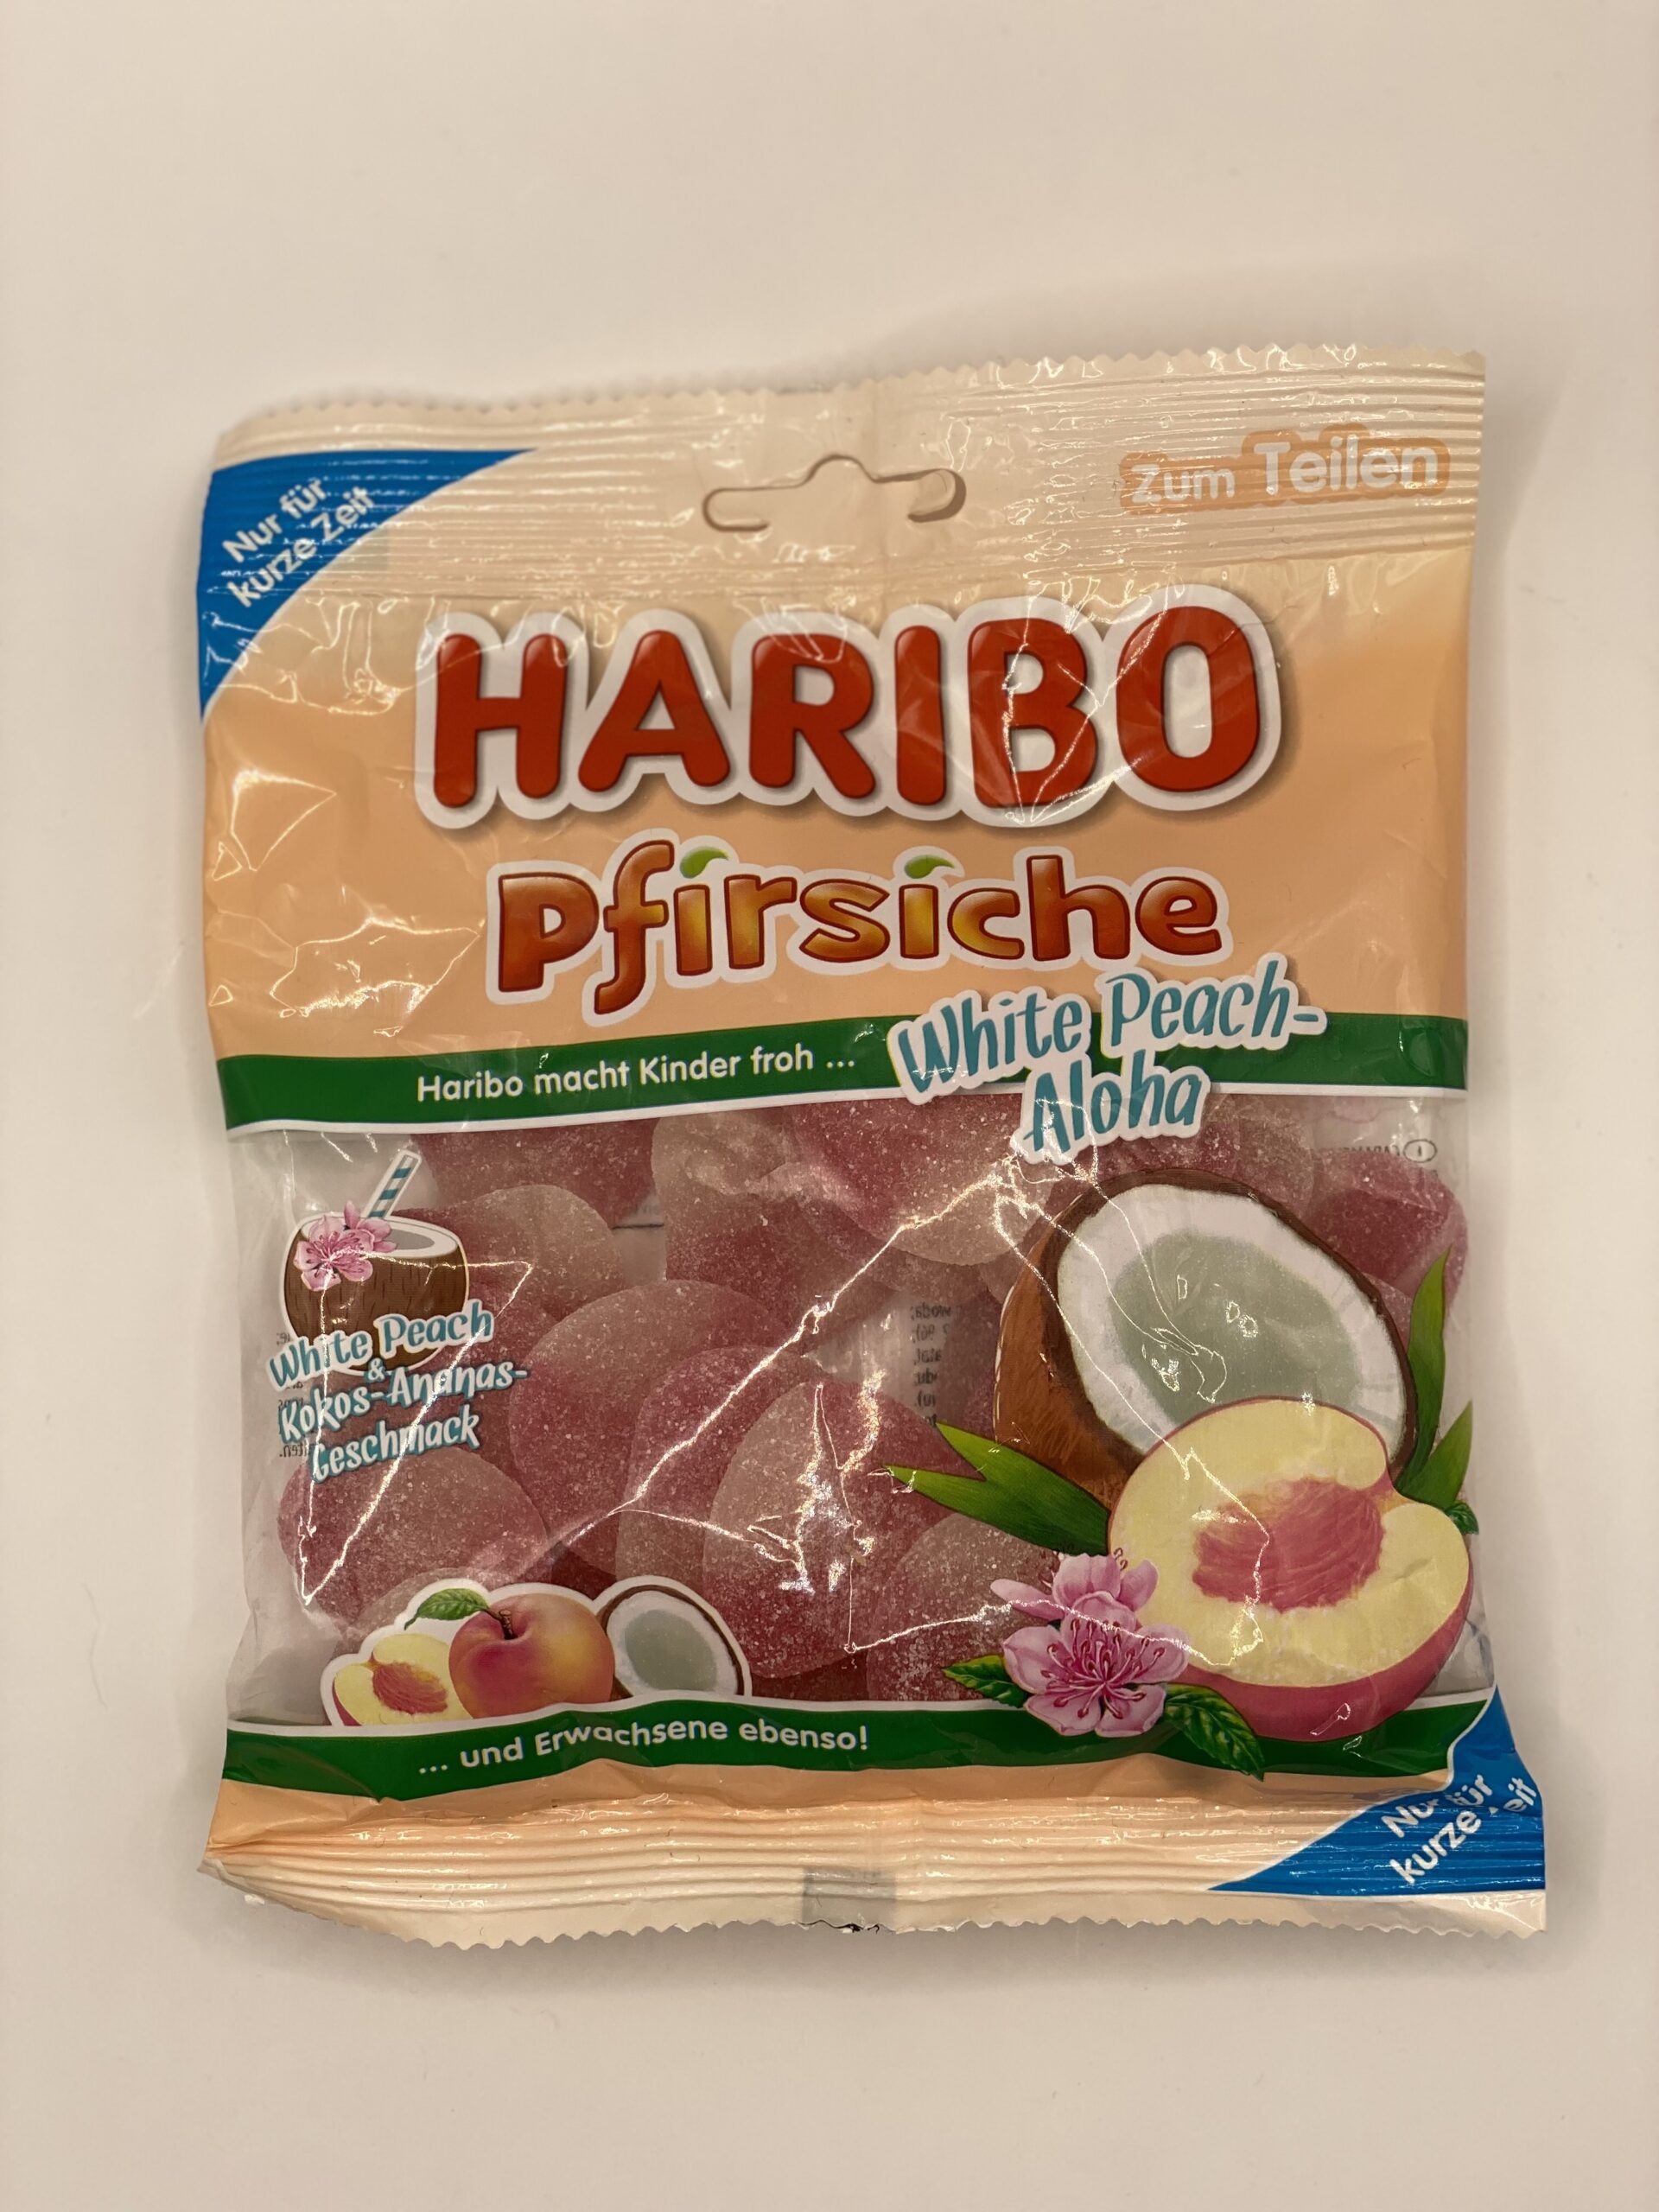 Nur für
kurze Zeit
Zum Teilen
HARIBO
Pfirsiche
White Peach-
Aloha
Haribo macht Kinder froh ...
White Peach
&
Kokos-Ananas-
Geschmack
... und Erwachsene ebenso!
Nur für
kurze Zeit